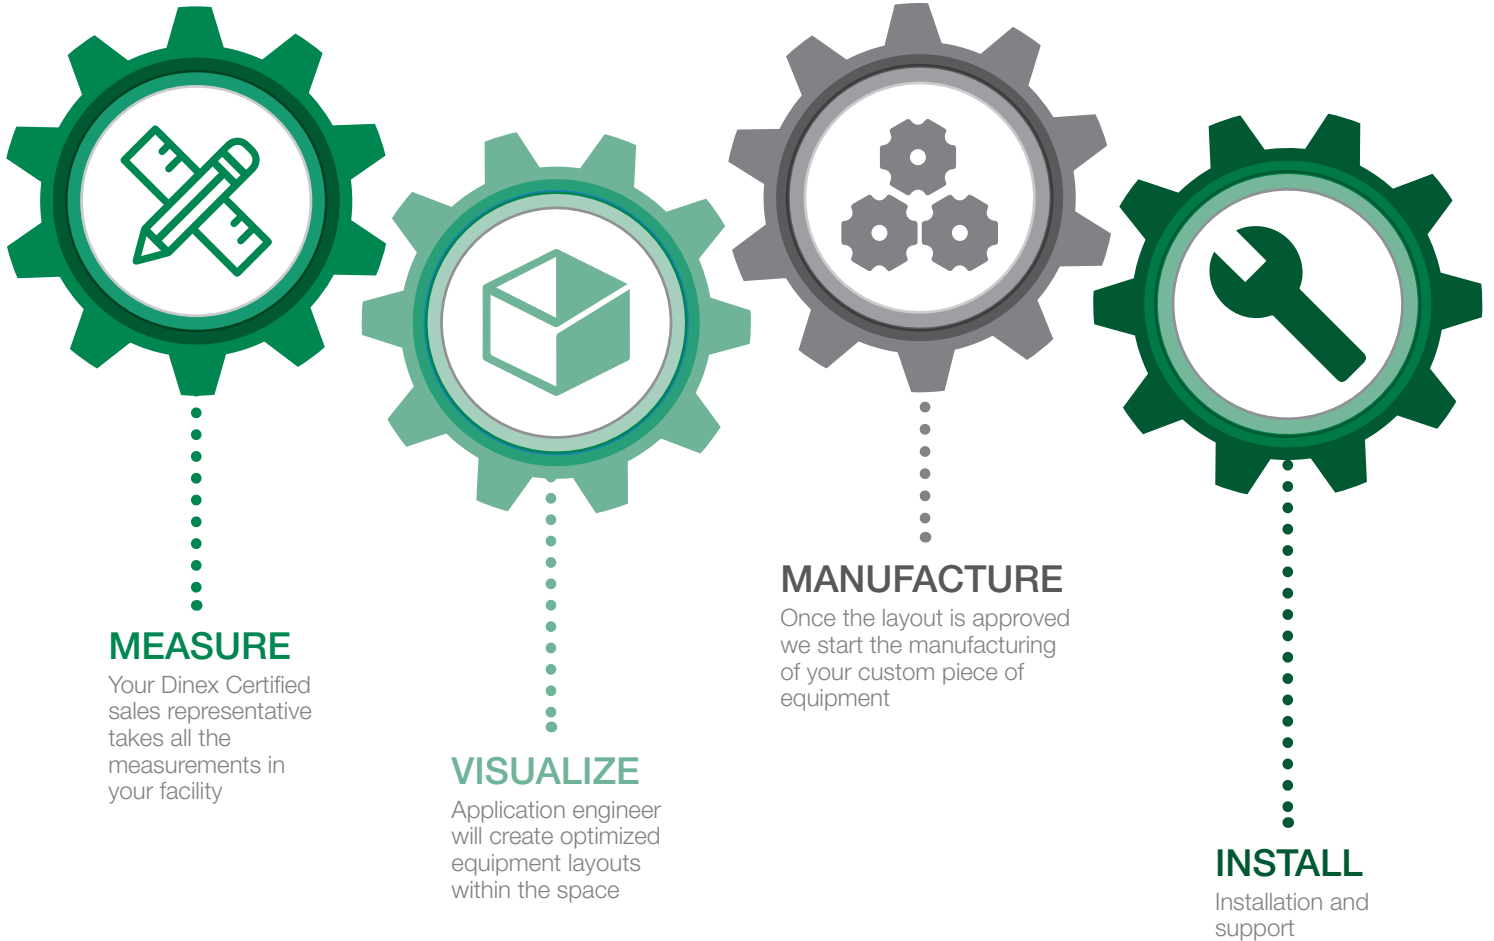 MEASURE
Your Dinex Certified
sales representative
takes all the
measurements in
your facility
VISUALIZE
Application engineer
will create optimized
equipment layouts
within the space
MANUFACTURE
Once the layout is approved
we start the manufacturing
of your custom piece of
equipment
INSTALL
Installation and
support